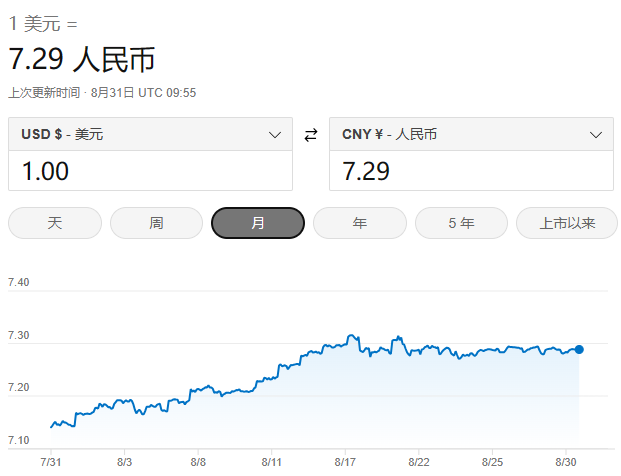 1 美元 =
7.29 人民币
上次更新时间 · 8月31日 UTC 09:55
USD $ - 美元
CNY ¥ - 人民币
1.00
7.29
天 周 月 年 5 年 上市以来
7.40
7.30
7.20
7.10
7/31 8/3 8/8 8/11 8/17 8/22 8/25 8/30